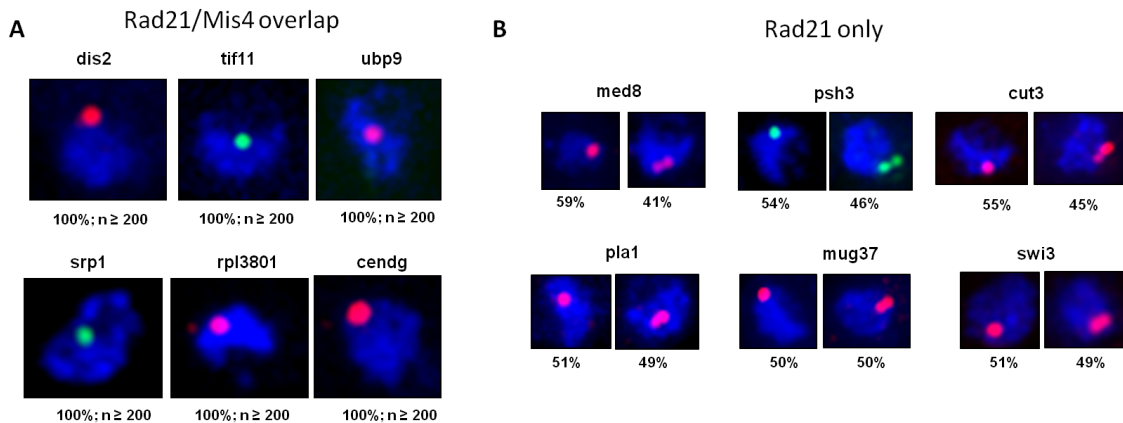 A
Rad21/Mis4 overlap
dis2 tif11 ubp9
100%; n ≥ 200 100%; n ≥ 200 100%; n ≥ 200
srp1 rpl3801 cendg
100%; n ≥ 200 100%; n ≥ 200 100%; n ≥ 200
B
Rad21 only
med8 psh3 cut3
59% 41% 54% 46% 55% 45%
pla1 mug37 swi3
51% 49% 50% 50% 51% 49%